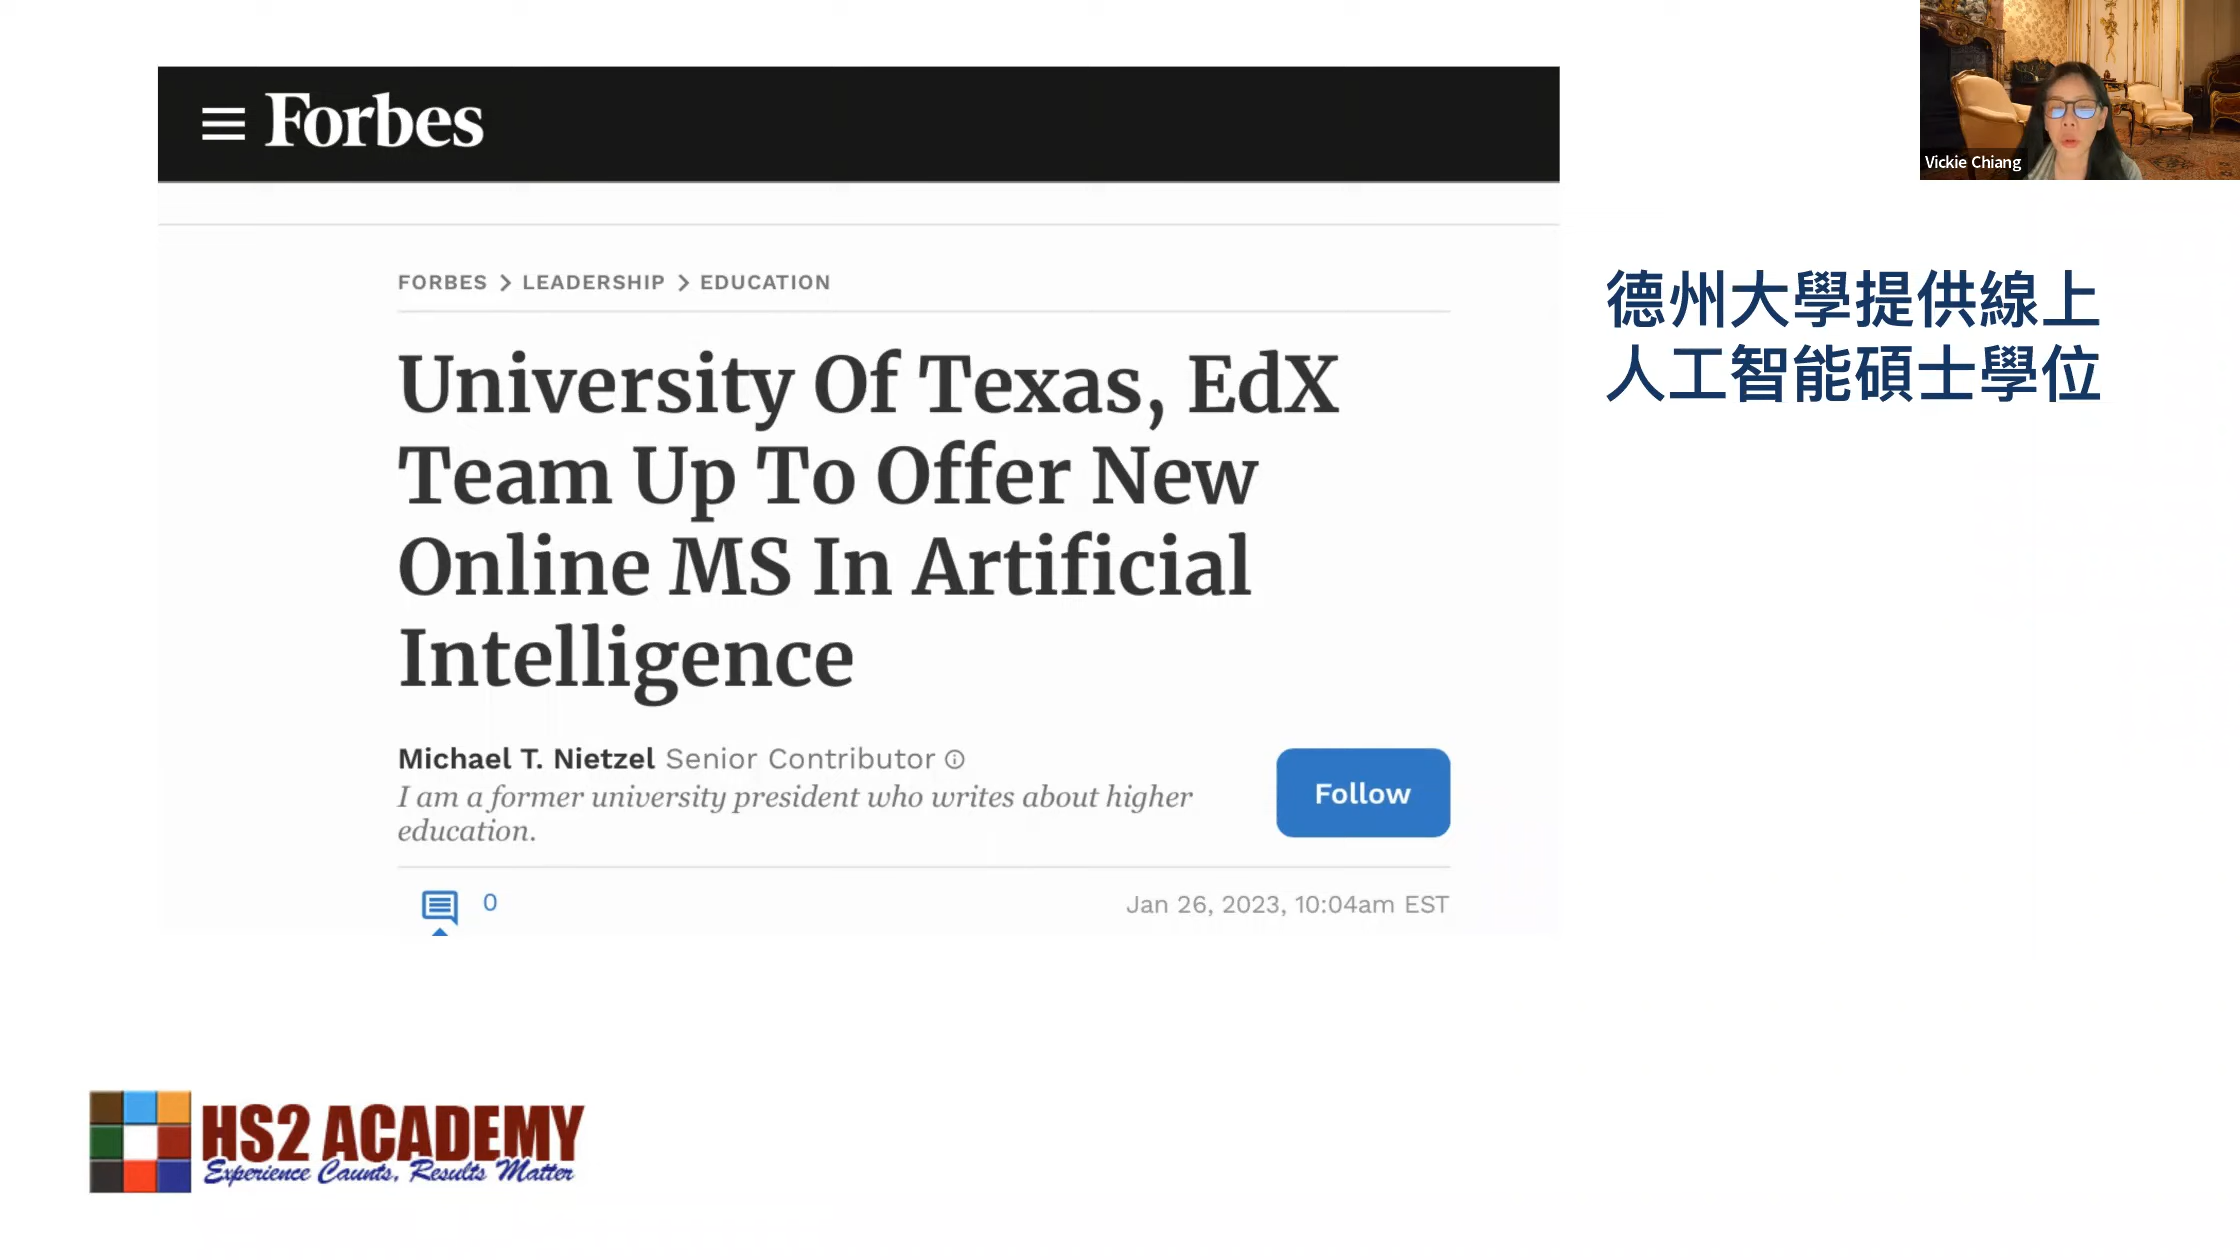 Forbes
Vickie Chiang
FORBES > LEADERSHIP > EDUCATION
德州大學提供線上
人工智能碩士學位
University Of Texas, EdX
Team Up To Offer New
Online MS In Artificial
Intelligence
Michael T. Nietzel Senior Contributor
I am a former university president who writes about higher
education.
Follow
0
Jan 26, 2023, 10:04am EST
HS2 ACADEMY
Experience Counts, Results Matter